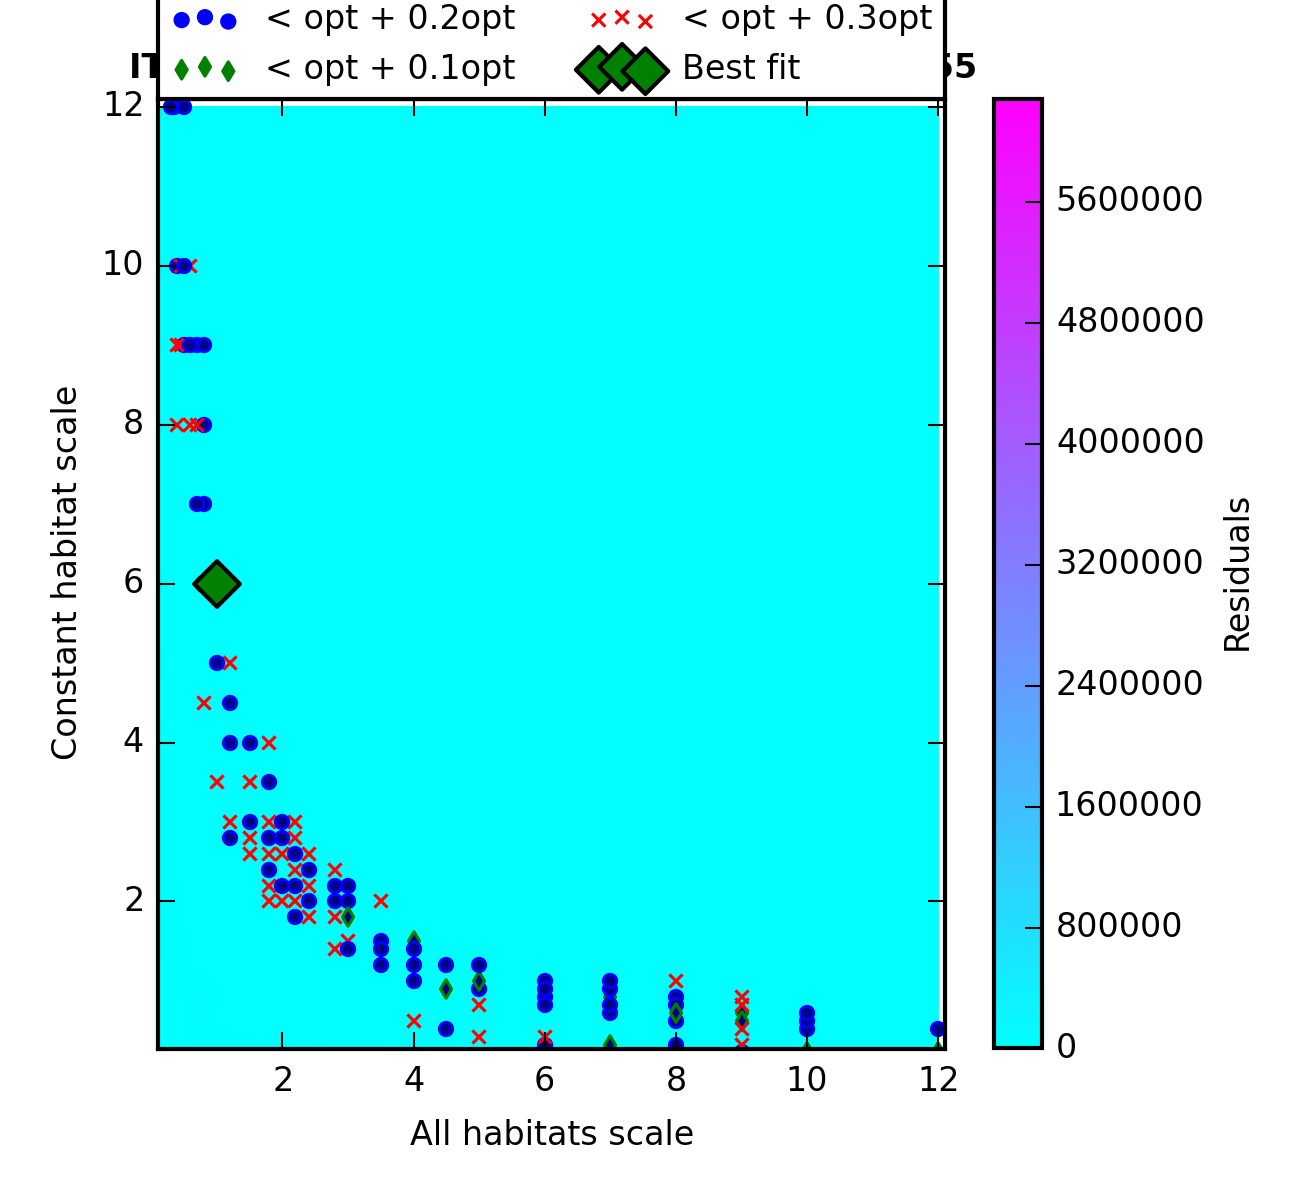 < opt + 0.2opt < opt + 0.3opt
< opt + 0.1opt Best fit
12
10
8
6
4
2
Constant habitat scale
2 4 6 8 10 12
All habitats scale
5600000
4800000
4000000
3200000
2400000
1600000
800000
0
Residuals